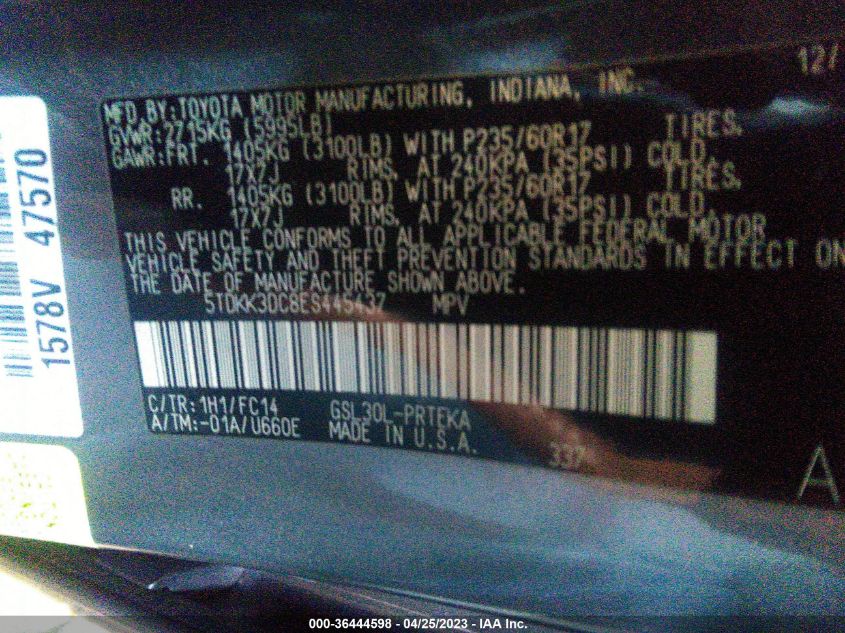 12/
MFD.BY:TOYOTA MOTOR MANUFACTURING, INDIANA, INC.
GVWR:2715KG (5995LB)
GAWR:FRT. 1405KG (3100LB) WITH P235/60R17 TIRES,
17X7J RIMS, AT 240KPA (35PSI) COLD.
RR. 1405KG (3100LB) WITH P235/60R17 TIRES,
17X7J RIMS, AT 240KPA (35PSI) COLD.
THIS VEHICLE CONFORMS TO ALL APPLICABLE FEDERAL MOTOR
VEHICLE SAFETY AND THEFT PREVENTION STANDARDS IN EFFECT ON
THE DATE OF MANUFACTURE SHOWN ABOVE.
5TDKK3DC8ES445437 MPV
C/TR:1H1/FC14 GSL30L-PRTEKA
A/TM:-01A/U660E MADE IN U.S.A.
337
A
1578V 47570
000-36444598 - 04/25/2023 - IAA Inc.